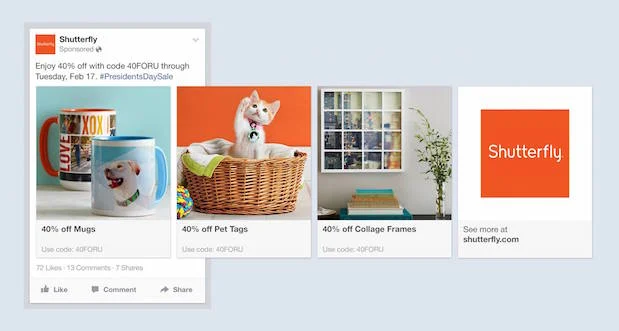 Shutterfly
Shutterfly
Sponsored
Enjoy 40% off with code 40FORU through
Tuesday, Feb 17. #PresidentsDaySale
LOVE
XOX
40% off Mugs
Use code: 40FORU
40% off Pet Tags
Use code: 40FORU
40% off Collage Frames
Use code: 40FORU
Shutterfly.
See more at
shutterfly.com
72 Likes · 13 Comments · 7 Shares
Like
Comment
Share